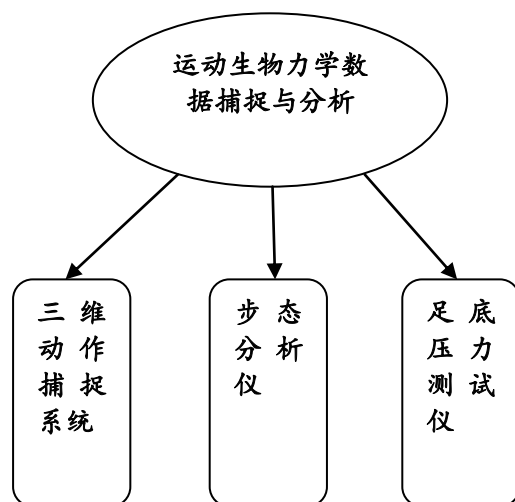 运动生物力学数
据捕捉与分析
三维
动作
捕捉
系统
步态
分析
仪
足底
压力
测试
仪